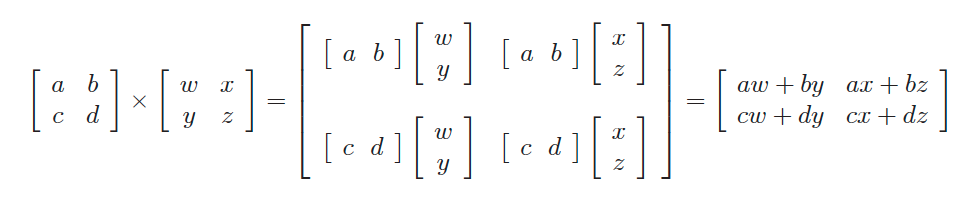 [ a b ] [ w x ] [ [ a b ] [ w y ] [ a b ] [ x z ] ] [ aw + by ax + bz ]
[ c d ] × [ y z ] = [ [ c d ] [ w y ] [ c d ] [ x z ] ] = [ cw + dy cx + dz ]